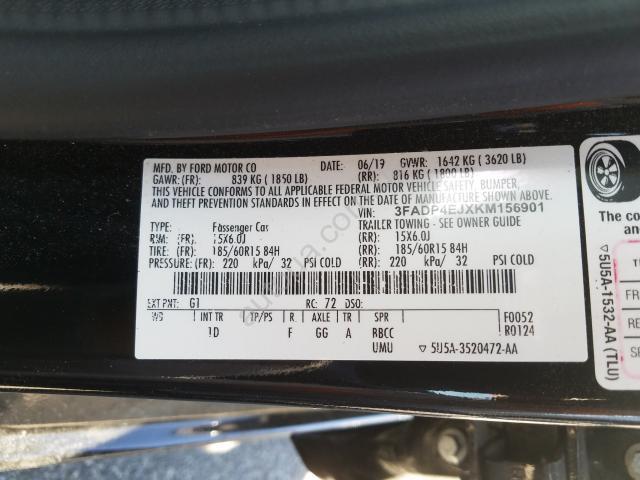 MFD. BY FORD MOTOR CO 06/19 GVWR: 1642 KG ( 3620 LB)
GAWR: (FR): 839 KG ( 1850 LB) (RR): 816 KG ( 1800 LB)
THIS VEHICLE CONFORMS TO ALL APPLICABLE FEDERAL MOTOR VEHICLE SAFETY, BUMPER,
AND THEFT PREVENTION STANDARDS IN EFFECT ON THE DATE OF MANUFACTURE SHOWN ABOVE.
VIN: 3FADP4EJXKM156901
TYPE: Passenger Car TRAILER TOWING - SEE OWNERS GUIDE
RIM: (FR): 15X6.0J (RR): 15X6.0J
TIRE: 185/60R15 84H (RR): 185/60R15 84H
PRESSURE: (FR): 220 kPa/ 32 PSI COLD (RR): 220 kPa/ 32 PSI COLD
EXT PNT: G1 RC: 72 DSO:
WB INT TR TP/PS R AXLE TR SPR F0052
1D F GG A RBCC R0124
UMU ▽ 5U5A-3520472-AA
▽ 5U5A-1532-AA (TLU)
The co
of
T
FR
RE
SP